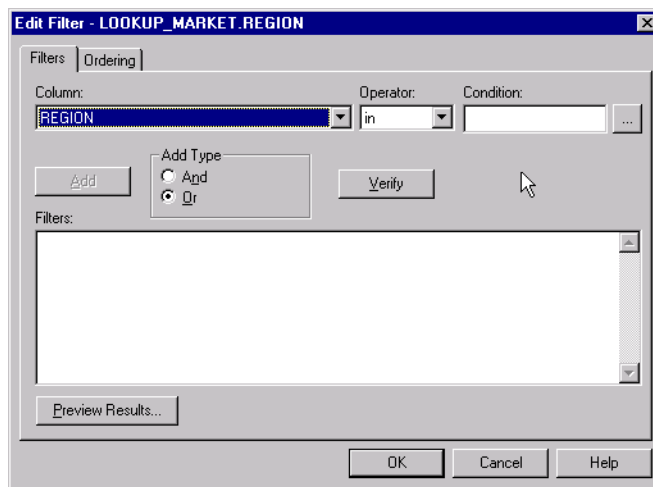 Edit Filter - LOOKUP_MARKET.REGION
Filters Ordering
Column: Operator: Condition:
REGION in ...
Add Type
Add And Verify
Or
Filters:
Preview Results...
OK Cancel Help